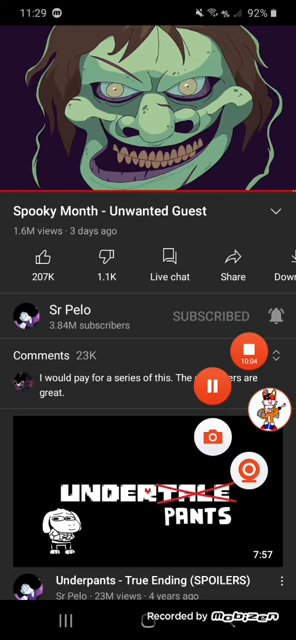 11:29
92%
Spooky Month - Unwanted Guest
1.6M views · 3 days ago
207K
1.1K
Live chat
Share
Down
Sr Pelo
3.84M subscribers
SUBSCRIBED
10:04
Comments 23K
I would pay for a series of this. The are
great.
UNDERTALE
PANTS
7:57
Underpants - True Ending (SPOILERS)
Sr Pelo · 23M views · 4 years ago
Recorded by Mobizen